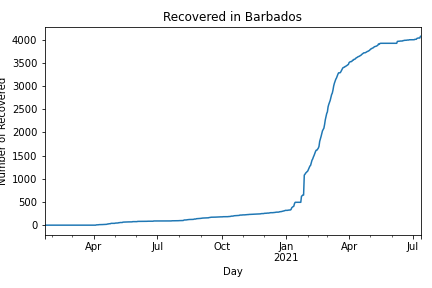 Recovered in Barbados
Number of Recovered
4000
3500
3000
2500
2000
1500
1000
500
0
Apr
Jul
Oct
Jan
2021
Apr
Jul
Day